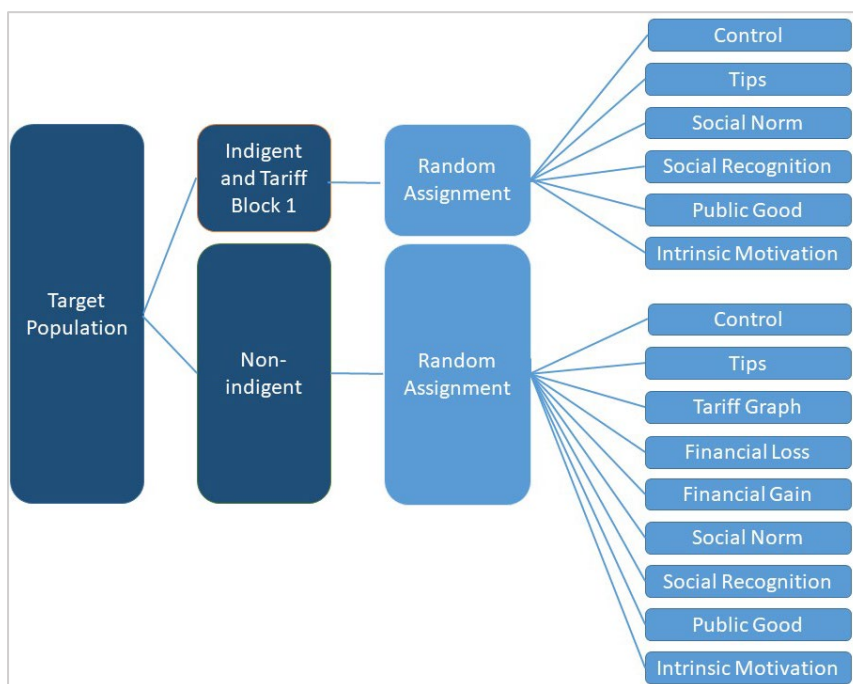 Target
Population
Indigent
and Tariff
Block 1
Random
Assignment
Control
Tips
Social Norm
Social Recognition
Public Good
Intrinsic Motivation
Non-
indigent
Random
Assignment
Control
Tips
Tariff Graph
Financial Loss
Financial Gain
Social Norm
Social Recognition
Public Good
Intrinsic Motivation